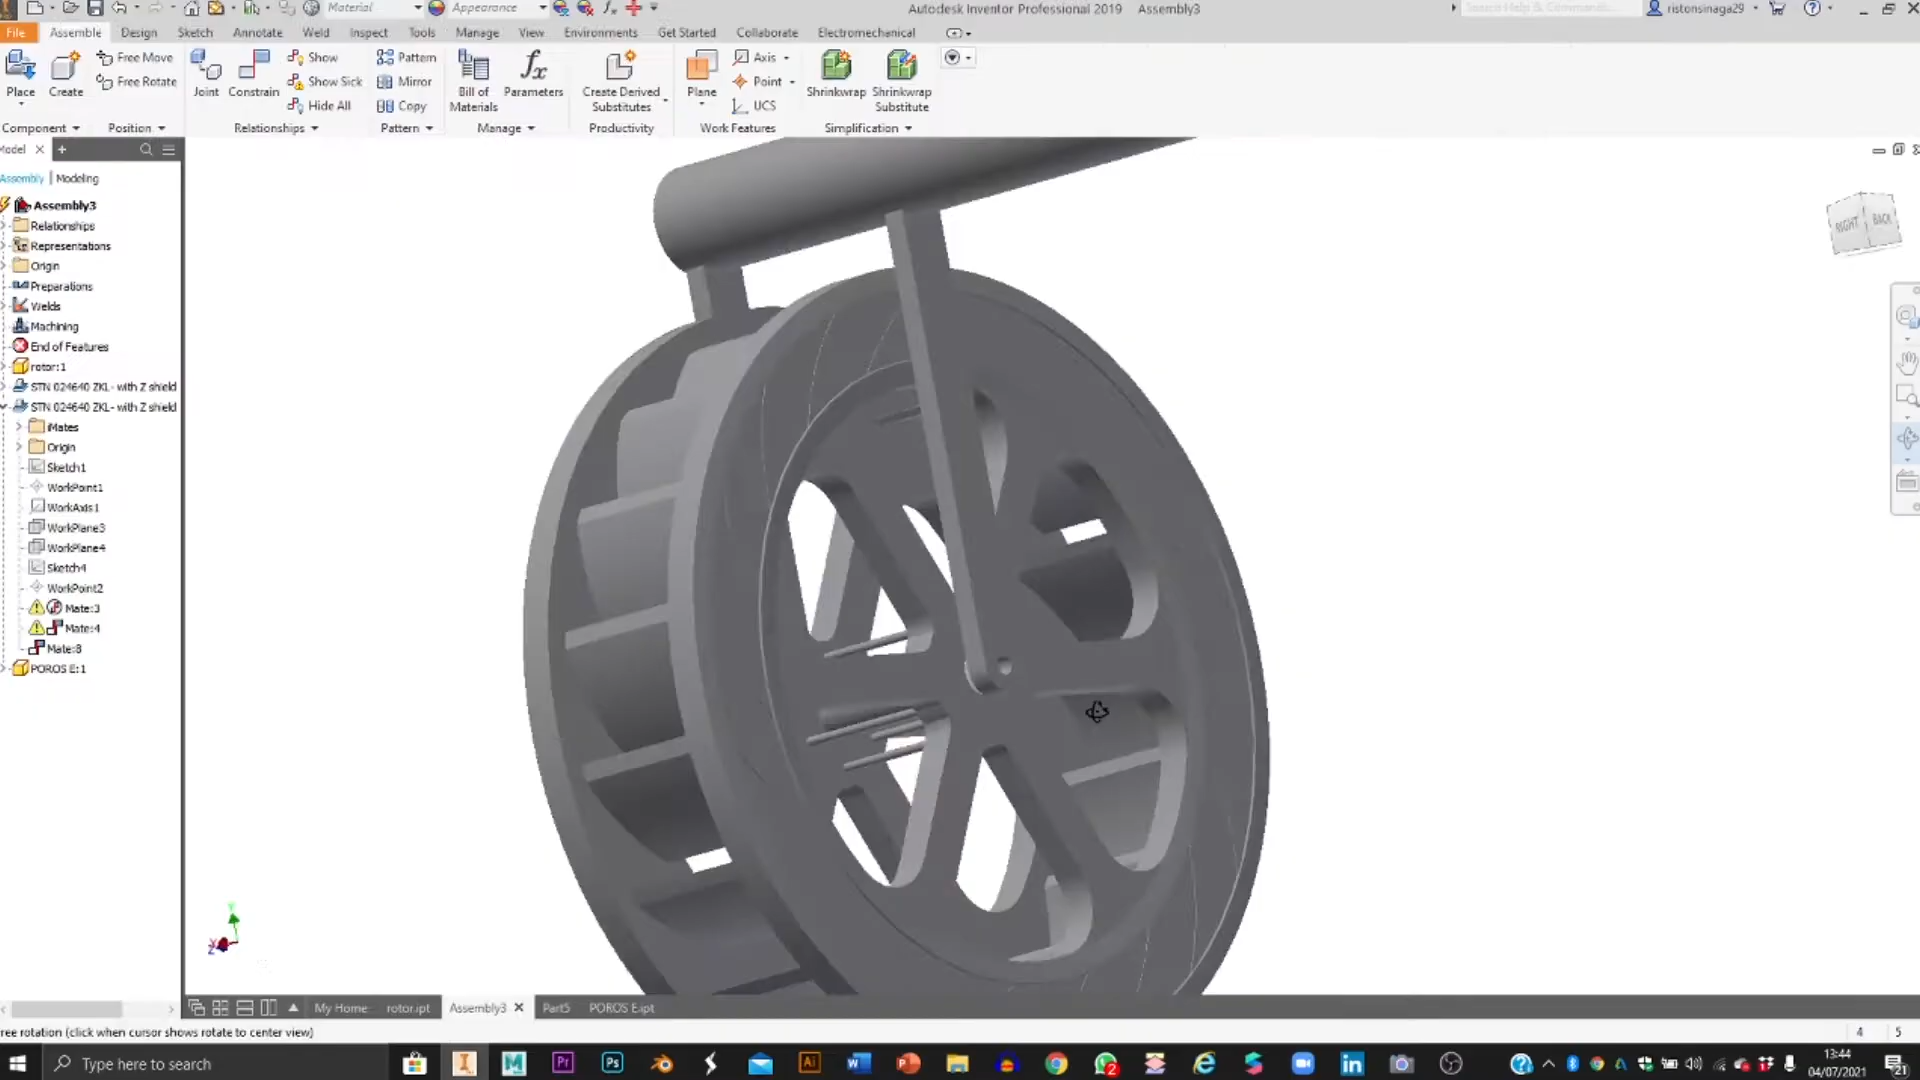 Material
Appearance
Autodesk Inventor Professional 2019 Assembly3
Search Help & Commands...
ristonsinaga29
File Assemble Design Sketch Annotate Weld Inspect Tools Manage View Environments Get Started Collaborate Electromechanical
Place
Create
Free Move
Free Rotate
Joint
Constrain
Show
Show Sick
Hide All
Pattern
Mirror
Copy
Bill of
Materials
Parameters
Create Derived
Substitutes
Plane
Axis
Point
UCS
Shrinkwrap
Shrinkwrap
Substitute
Component
Position
Relationships
Pattern
Manage
Productivity
Work Features
Simplification
Model
Assembly | Modeling
Assembly3
Relationships
Representations
Origin
Preparations
Welds
Machining
End of Features
rotor:1
STN 024640 ZKL- with Z shield
STN 024640 ZKL- with Z shield
iMates
Origin
Sketch1
WorkPoint1
WorkAxis1
WorkPlane3
WorkPlane4
Sketch4
WorkPoint2
Mate:3
Mate:4
Mate:8
POROS E:1
RIGHT
BACK
My Home
rotor.ipt
Assembly3
Part5
POROS E.ipt
ree rotation (click when cursor shows rotate to center view)
4 5
Type here to search
13:44
04/07/2021
21